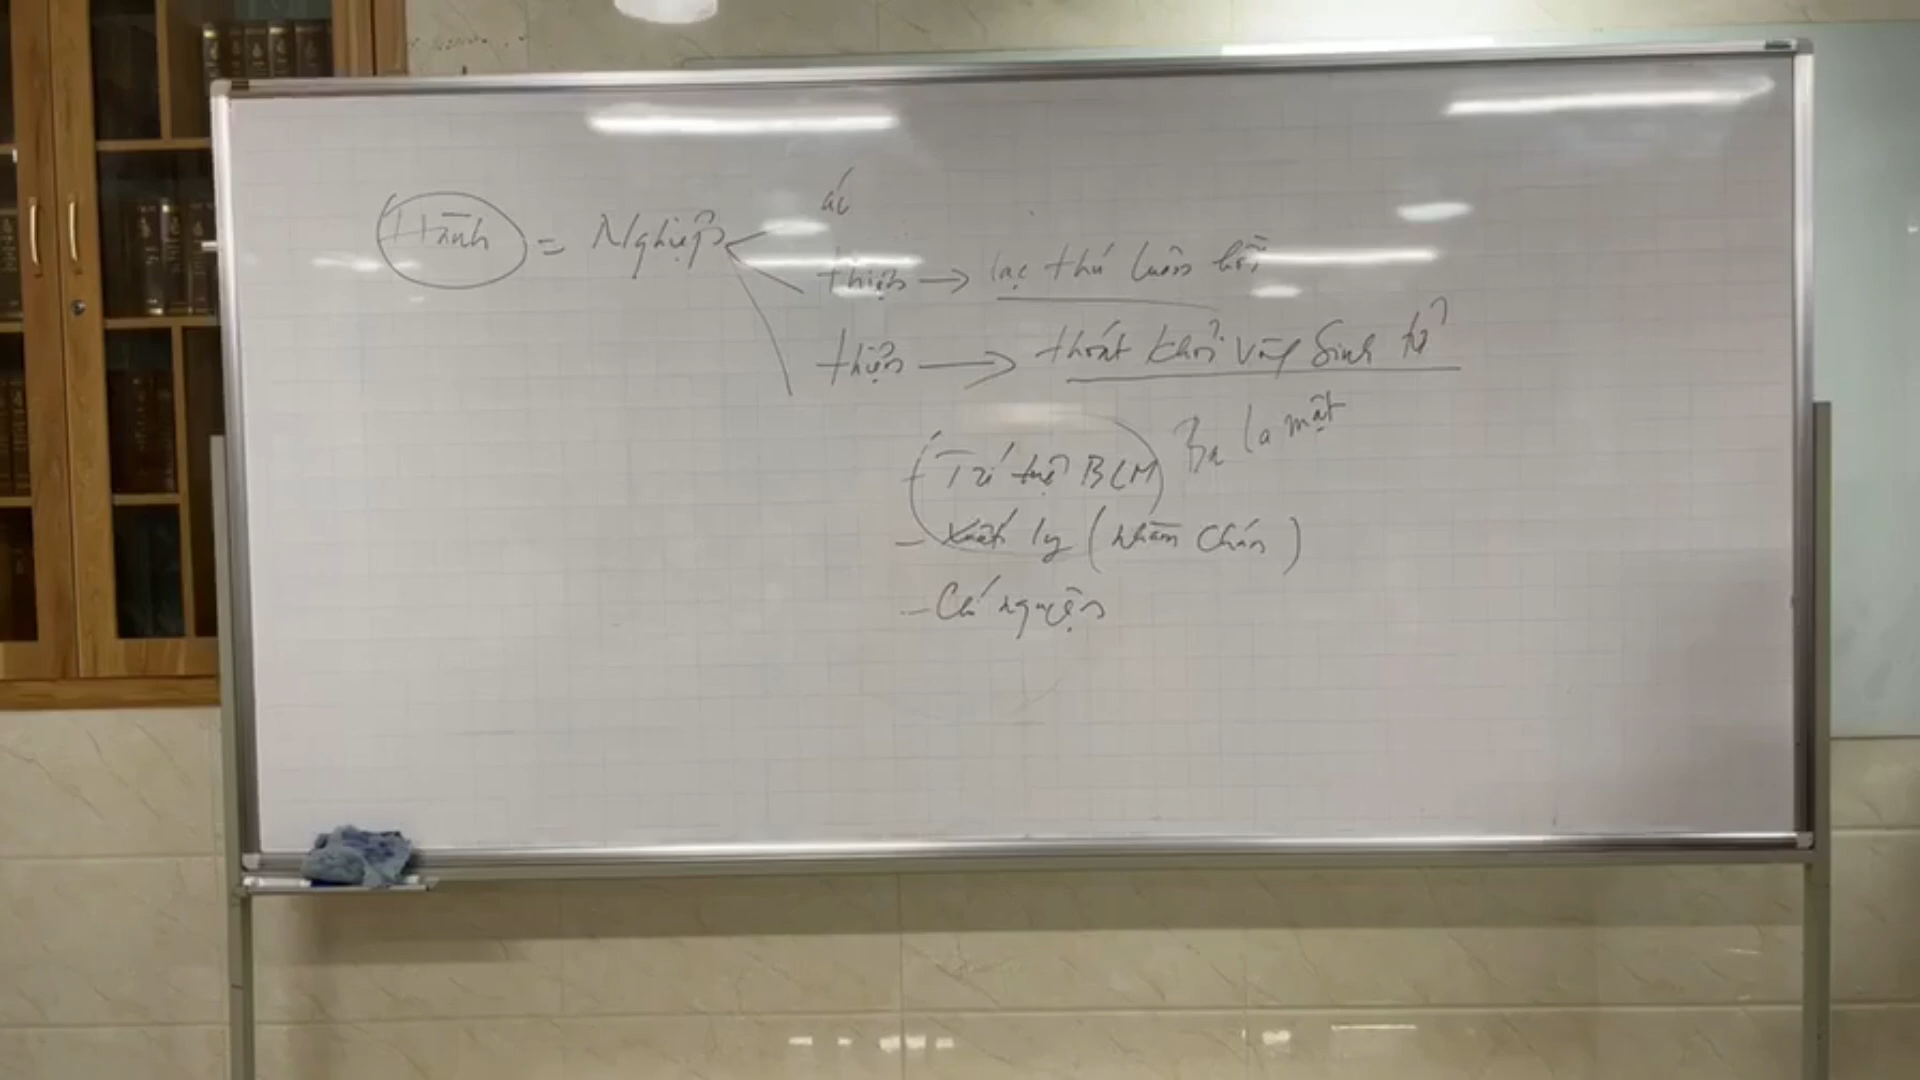 ác
Hành = Nghiệp
thiện → lạc thú luân hồi
thiện → thoát khỏi vòng sinh tử
- Trí tuệ BLM Ba la mật
- Xuất ly (nhàm chán)
- Chí nguyện